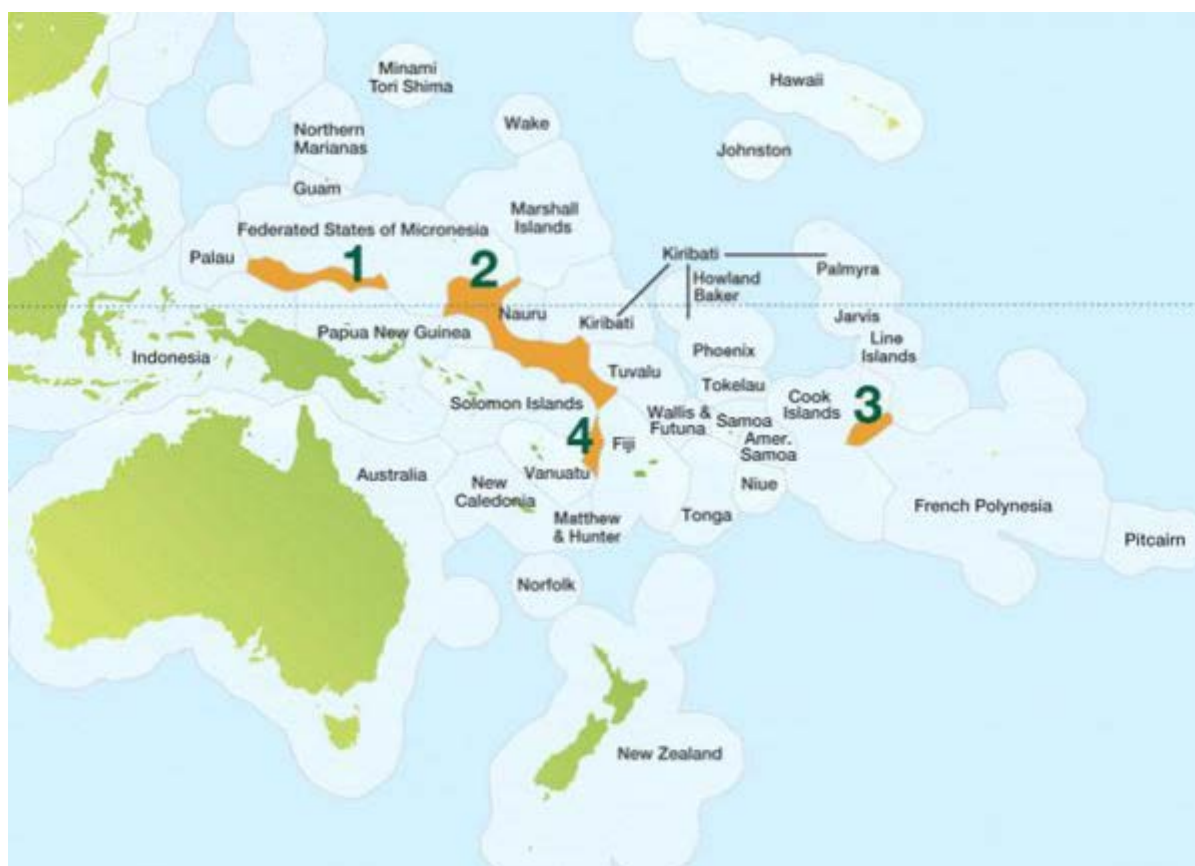 Minami
Tori Shima
Hawaii
Wake
Northern
Marianas
Johnston
Guam
Marshall
Islands
Federated States of Micronesia
Palau
1
2
Kiribati
Palmyra
Howland
Baker
Nauru
Kiribati
Jarvis
Papua New Guinea
Line
Islands
Indonesia
Phoenix
Tuvalu
Tokelau
Cook
Islands
3
Solomon Islands
Wallis &
Futuna
Samoa
Amer.
Samoa
4
Fiji
Vanuatu
Australia
New
Caledonia
Niue
French Polynesia
Matthew
& Hunter
Tonga
Pitcairn
Norfolk
New Zealand